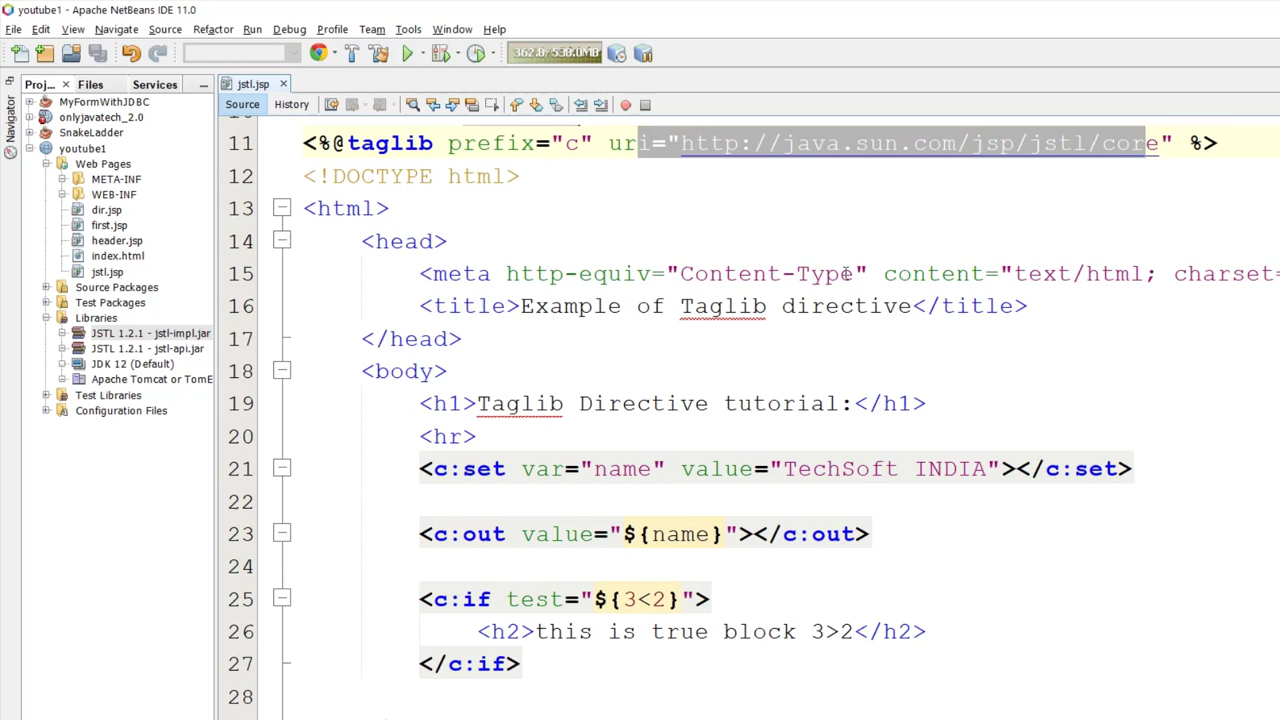 youtube1 - Apache NetBeans IDE 11.0
File Edit View Navigate Source Refactor Run Debug Profile Team Tools Window Help
362.8/538.0MB
Proj... Files Services
jstl.jsp
Navigator
Source History
MyFormWithJDBC
onlyjavatech_2.0
SnakeLadder
youtube1
Web Pages
META-INF
WEB-INF
dir.jsp
first.jsp
header.jsp
index.html
jstl.jsp
Source Packages
Test Packages
Libraries
JSTL 1.2.1 - jstl-impl.jar
JSTL 1.2.1 - jstl-api.jar
JDK 12 (Default)
Apache Tomcat or TomE
Test Libraries
Configuration Files
11 <%@taglib prefix="c" uri="http://java.sun.com/jsp/jstl/core" %>
12 <!DOCTYPE html>
13 <html>
14 <head>
15 <meta http-equiv="Content-Type" content="text/html; charset=
16 <title>Example of Taglib directive</title>
17 </head>
18 <body>
19 <h1>Taglib Directive tutorial:</h1>
20 <hr>
21 <c:set var="name" value="TechSoft INDIA"></c:set>
22
23 <c:out value="${name}"></c:out>
24
25 <c:if test="${3<2}">
26 <h2>this is true block 3>2</h2>
27 </c:if>
28